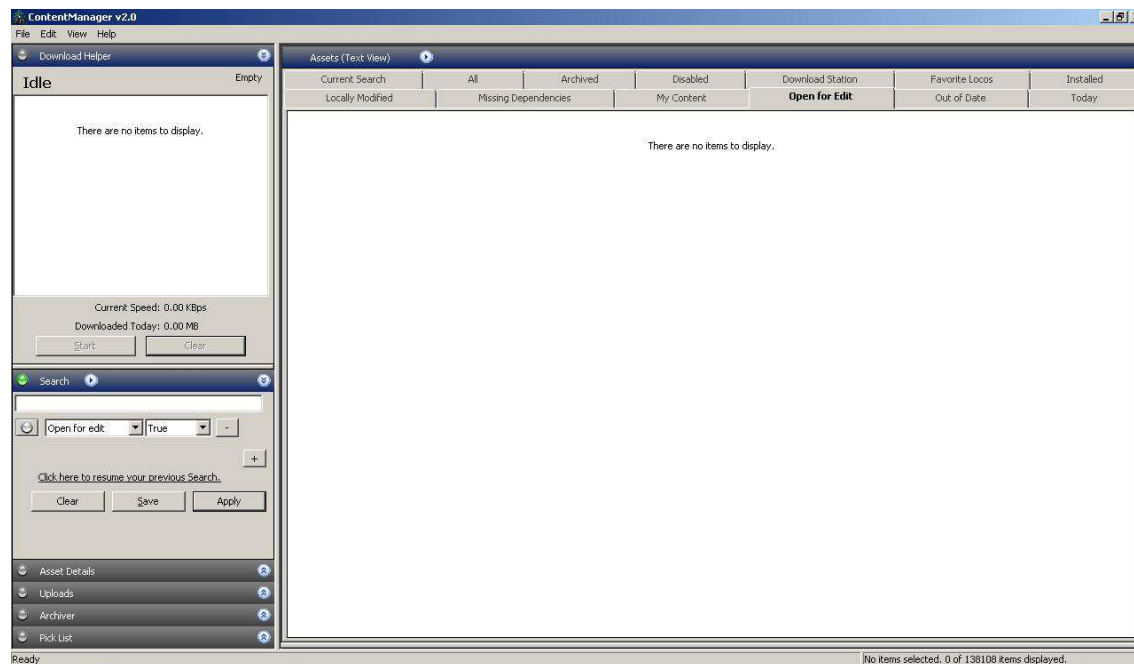 ContentManager v2.0
File Edit View Help
Download Helper
Idle
Empty
There are no items to display.
Current Speed: 0.00 KBps
Downloaded Today: 0.00 MB
Start Clear
Search
Open for edit True -
+
Click here to resume your previous Search.
Clear Save Apply
Asset Details
Uploads
Archiver
Pick List
Assets (Text View)
Current Search All Archived Disabled Download Station Favorite Locos Installed
Locally Modified Missing Dependencies My Content Open for Edit Out of Date Today
There are no items to display.
Ready
No items selected. 0 of 138108 items displayed.